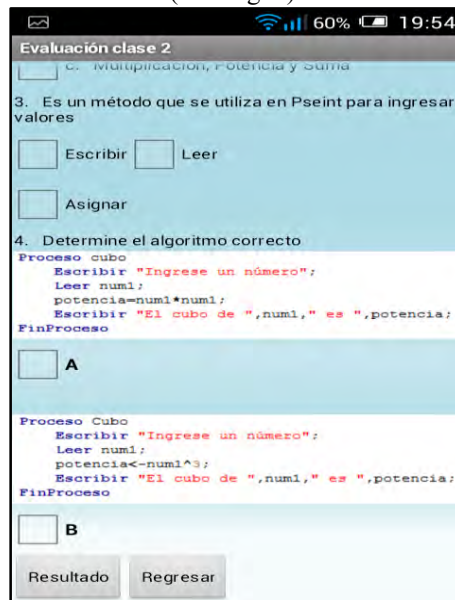 60% 19:54
Evaluación clase 2
c. Multiplicación, Potencia y Suma
3. Es un método que se utiliza en Pseint para ingresar
valores
Escribir Leer
Asignar
4. Determine el algoritmo correcto
Proceso cubo
Escribir "Ingrese un número";
Leer num1;
potencia=num1*num1;
Escribir "El cubo de ",num1," es ",potencia;
FinProceso
A
Proceso Cubo
Escribir "Ingrese un número";
Leer num1;
potencia<-num1^3;
Escribir "El cubo de ",num1," es ",potencia;
FinProceso
B
Resultado Regresar